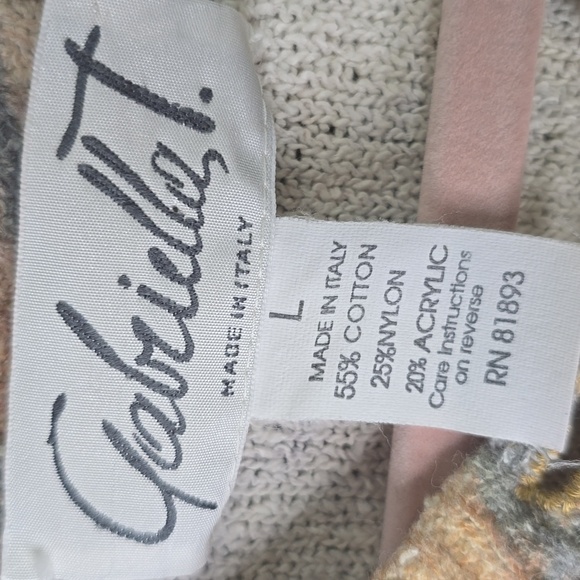 Gabriella T.
MADE IN ITALY
L
MADE IN ITALY
55% COTTON
25%NYLON
20% ACRYLIC
Care Instructions
on reverse
RN 81893